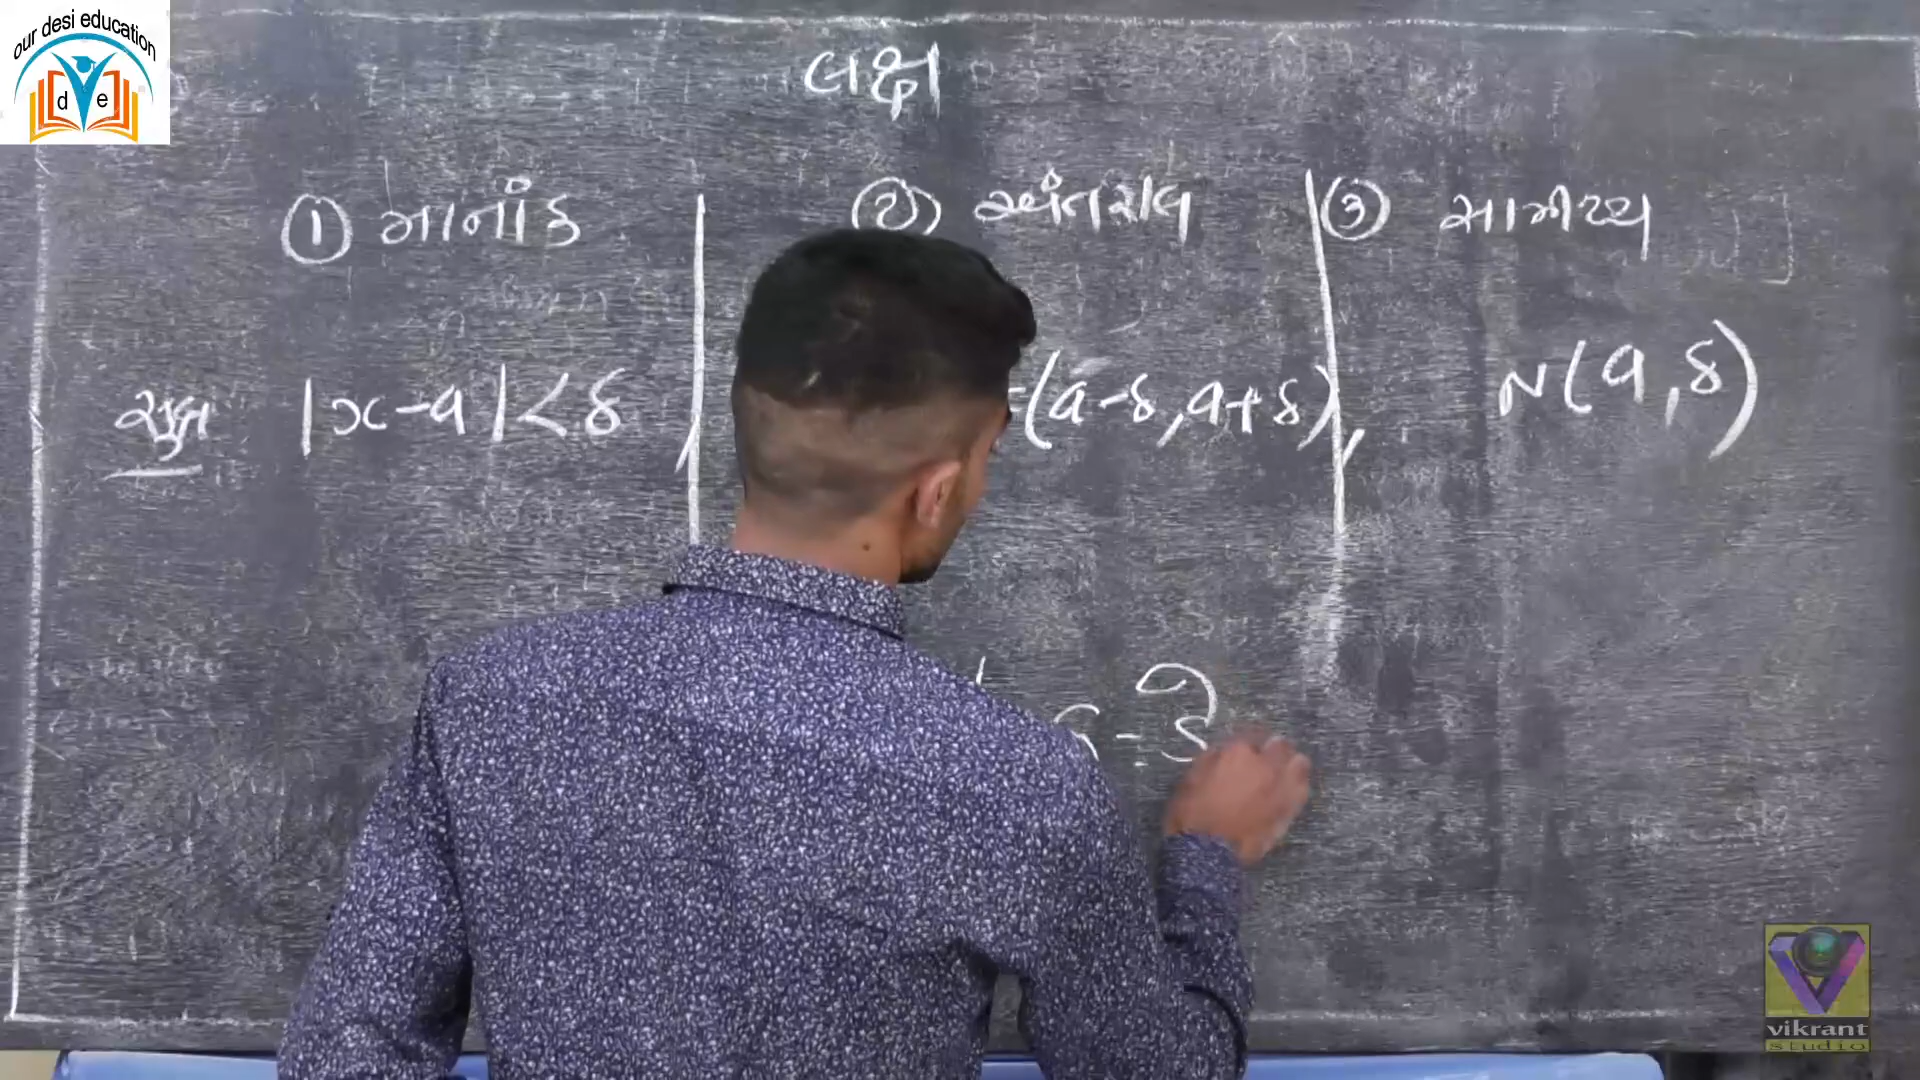 our desi education
d e
લક્ષ
① માનાંક ② અંતરાલ ③ સામીપ્ય
સૂત્ર |x-a|<δ, (a-δ, a+δ), N(a, δ)
vikrant
studio